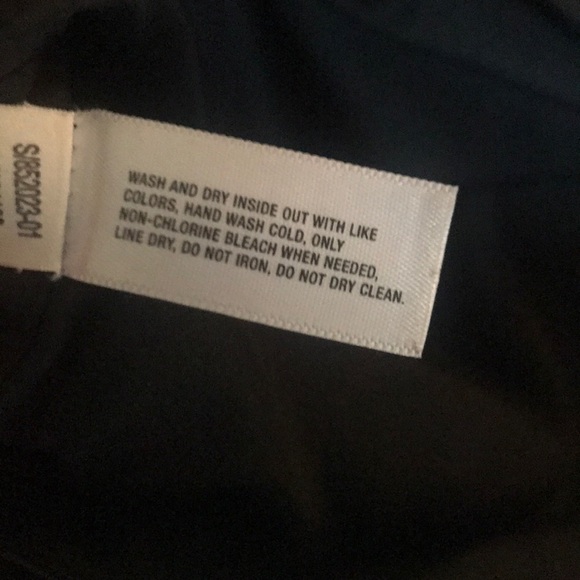 SI852023-01
WASH AND DRY INSIDE OUT WITH LIKE
COLORS, HAND WASH COLD, ONLY
NON-CHLORINE BLEACH WHEN NEEDED,
LINE DRY, DO NOT IRON, DO NOT DRY CLEAN.